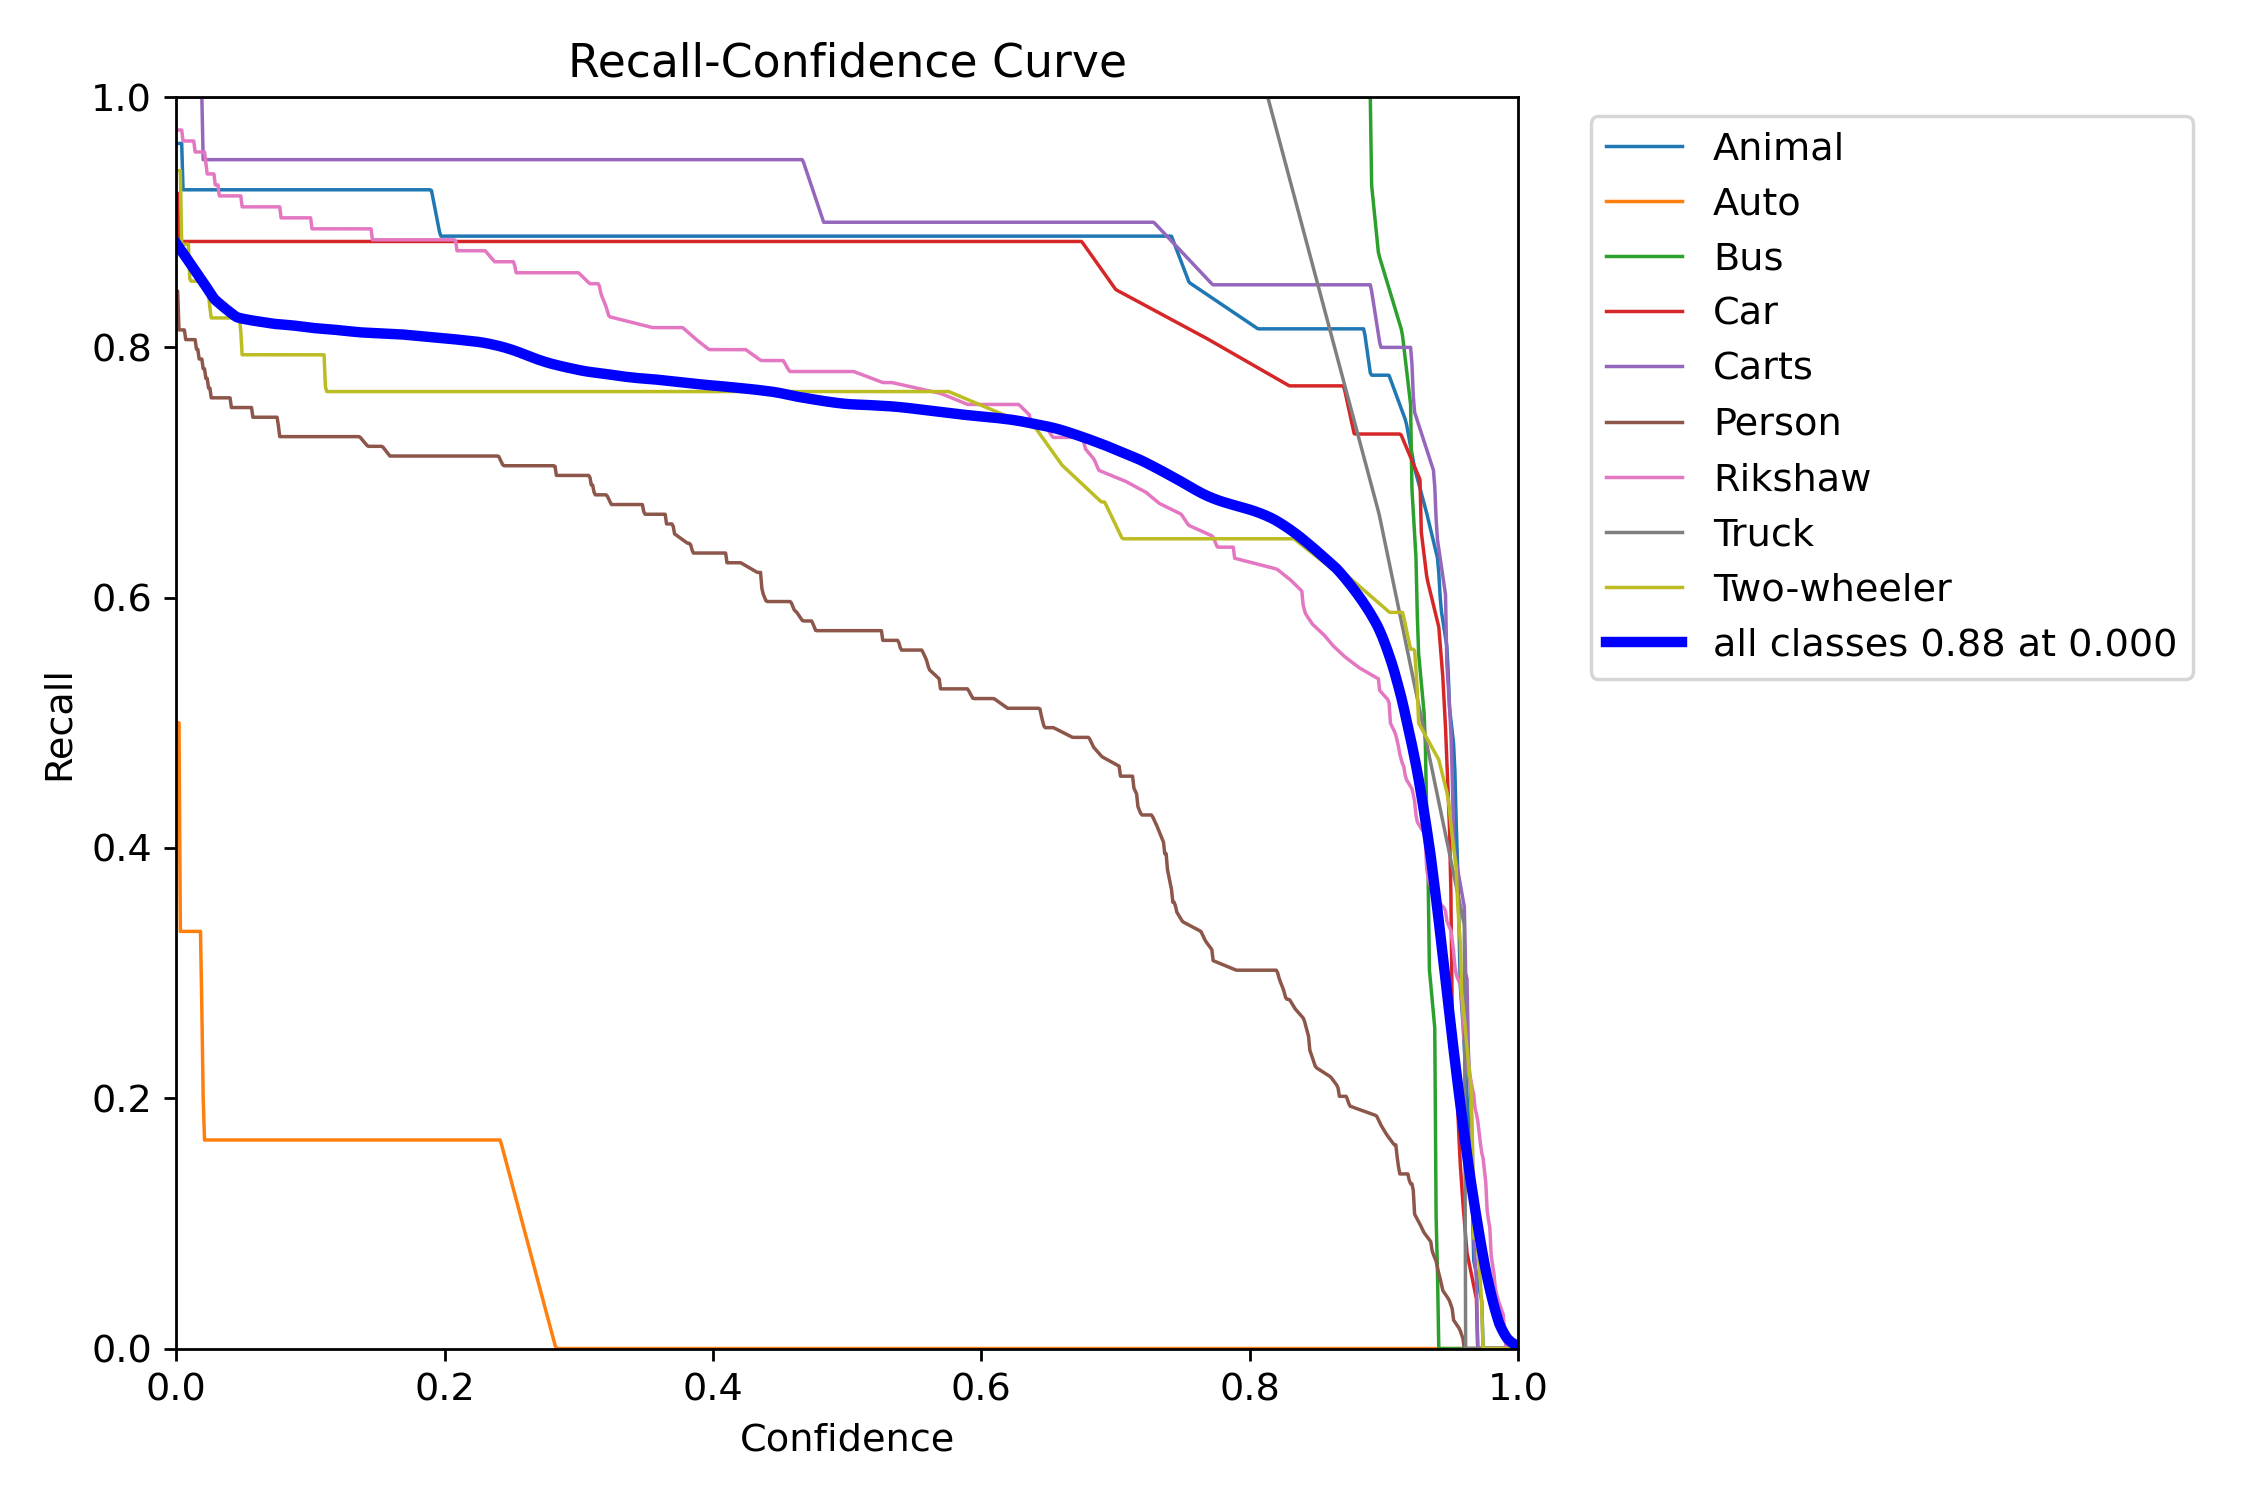 Recall-Confidence Curve
1.0
0.8
0.6
0.4
0.2
0.0
Recall
0.0 0.2 0.4 0.6 0.8 1.0
Confidence
Animal
Auto
Bus
Car
Carts
Person
Rikshaw
Truck
Two-wheeler
all classes 0.88 at 0.000